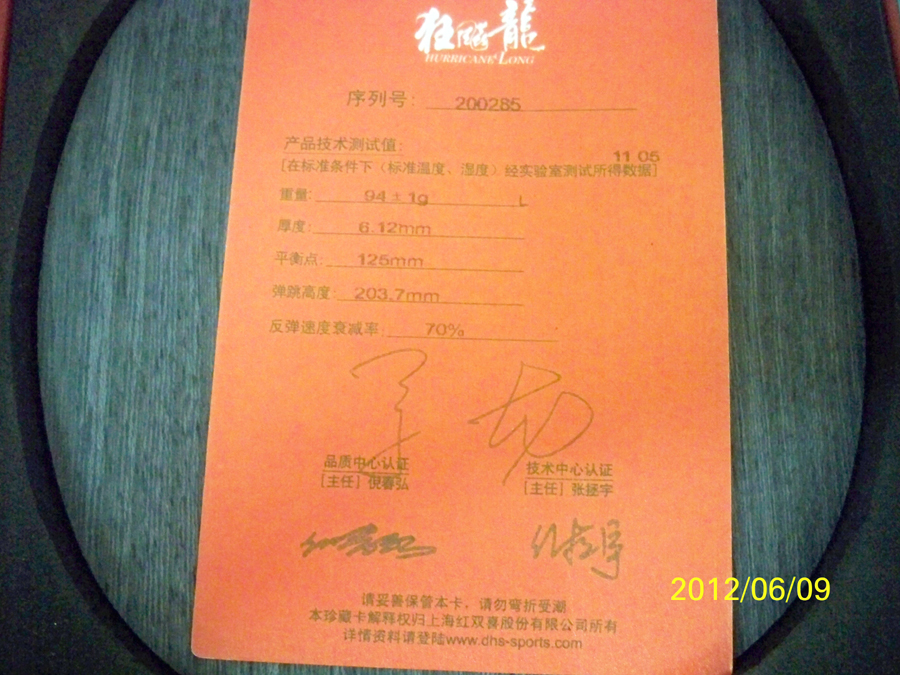 狂飚龍
HURRICANE LONG
序列号: 200285
产品技术测试值:
11 05
[在标准条件下（标准温度、湿度）经实验室测试所得数据]
重量: 94±1g L
厚度: 6.12mm
平衡点: 125mm
弹跳高度: 203.7mm
反弹速度衰减率: 70%
品质中心认证 技术中心认证
[主任] 倪春弘 [主任] 张拯宇
请妥善保管本卡，请勿弯折受潮
本珍藏卡解释权归上海红双喜股份有限公司所有
详情资料请登陆www.dhs-sports.com
2012/06/09